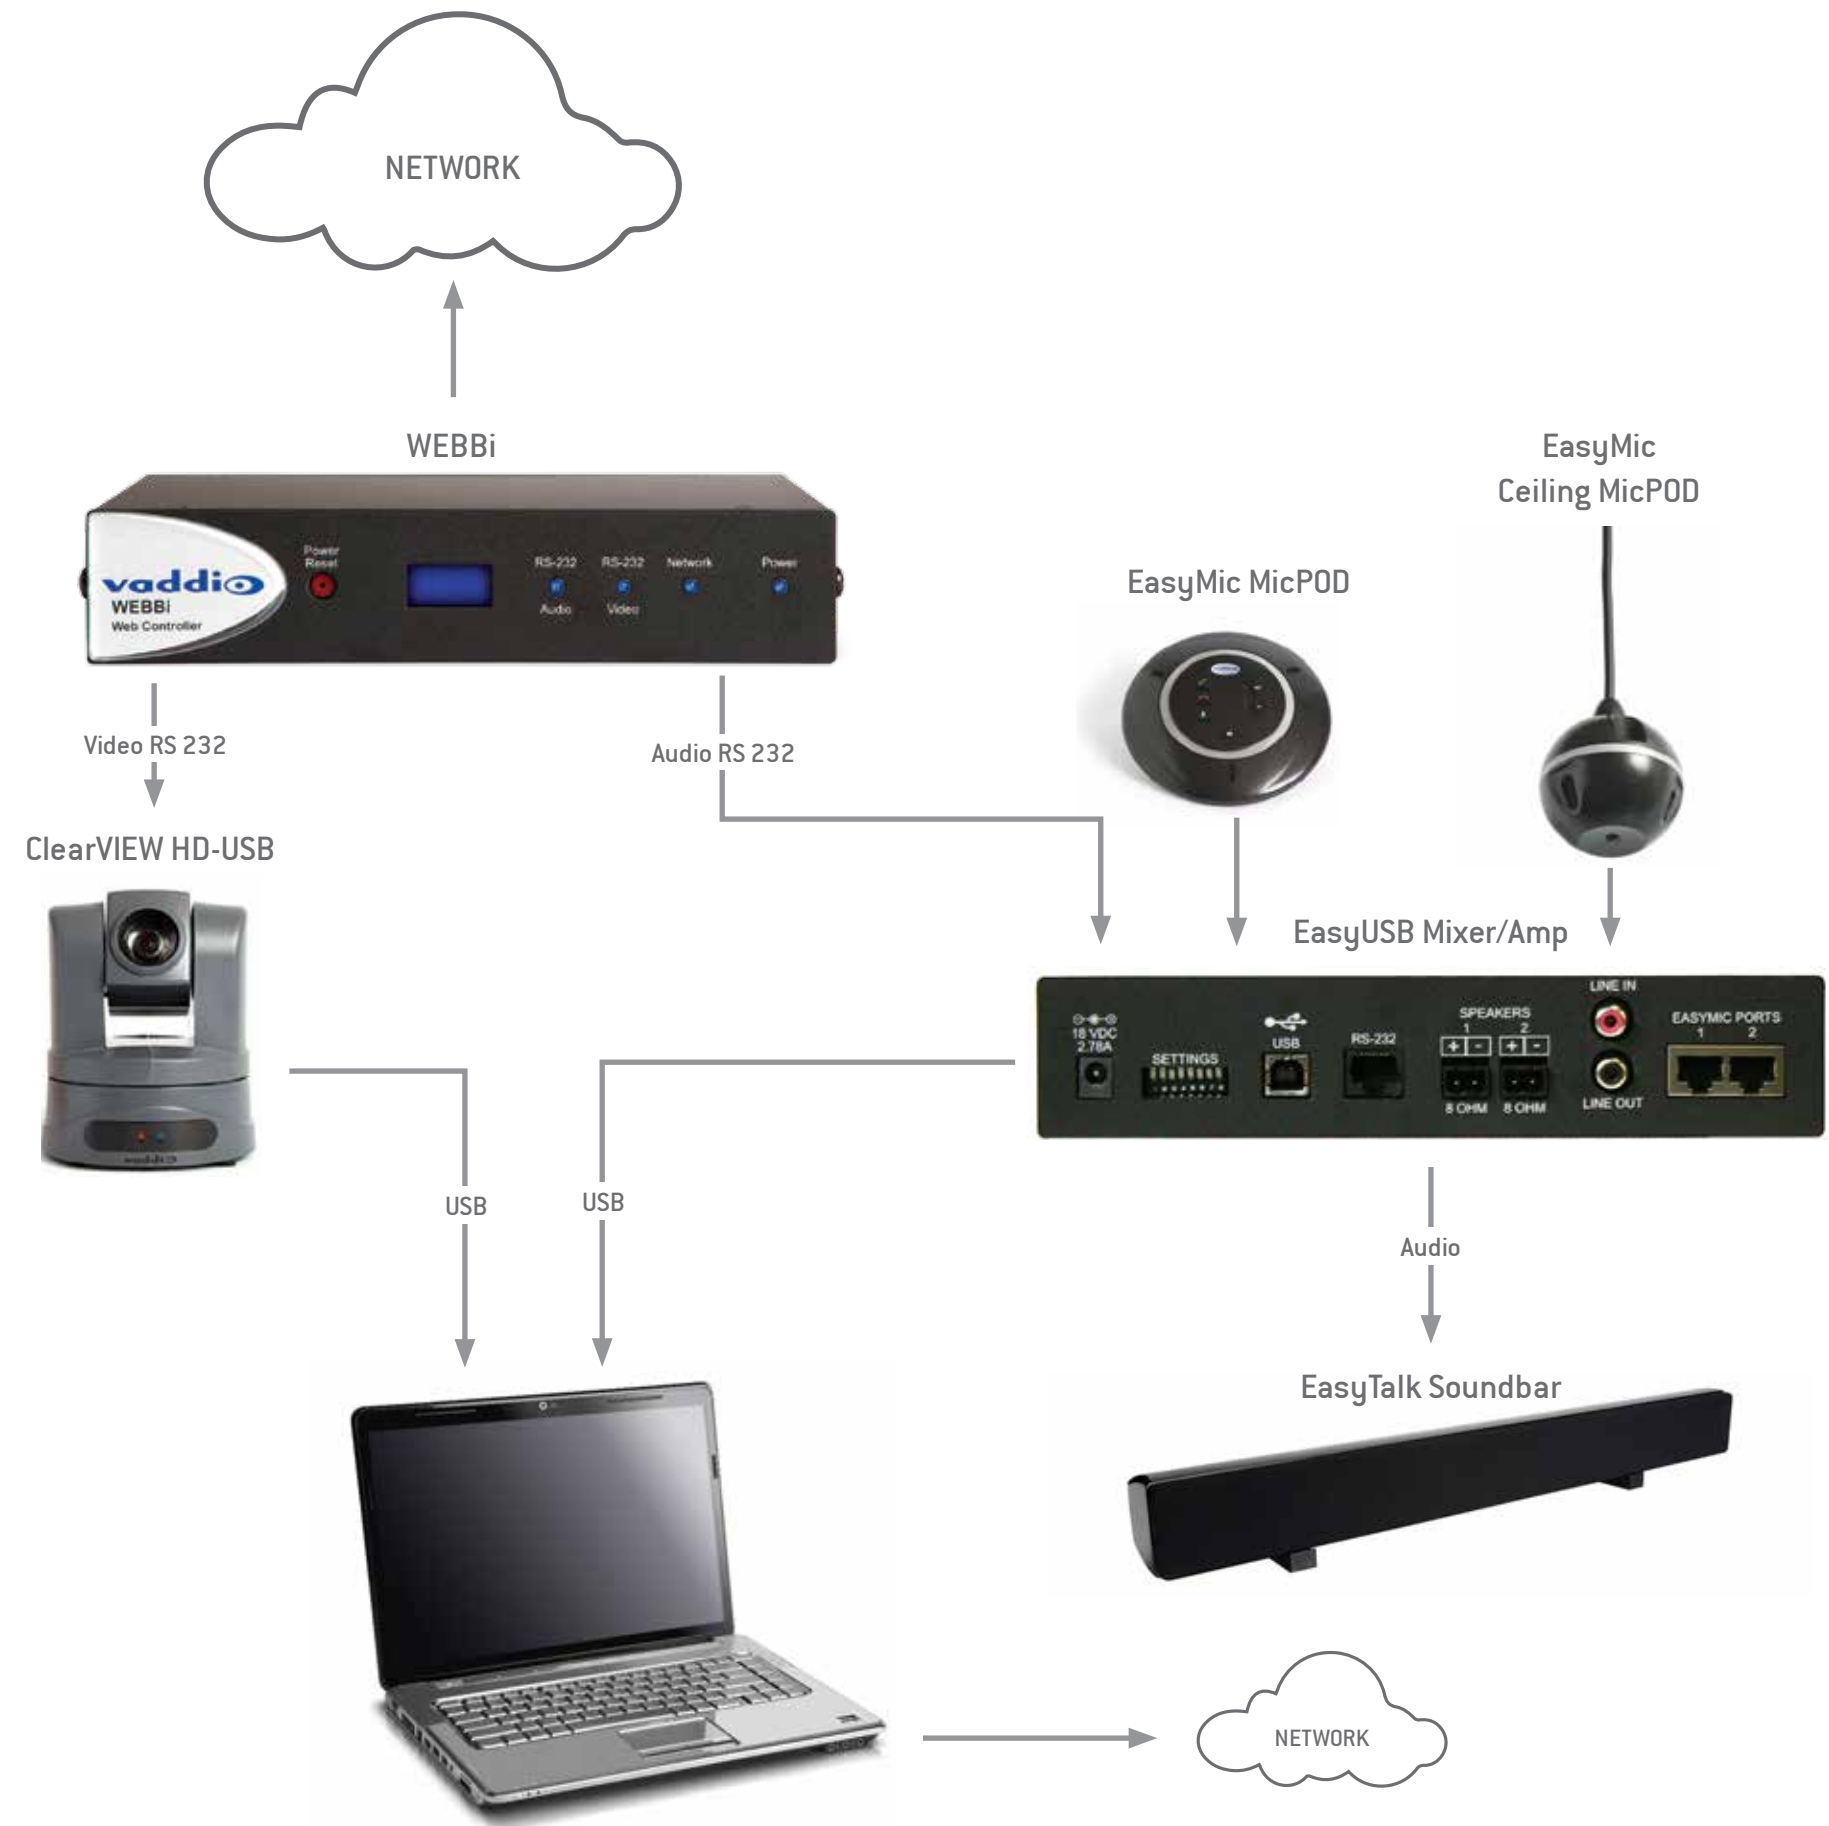 NETWORK
WEBBi
EasyMic
Ceiling MicPOD
EasyMic MicPOD
Power
Reset
RS-232
RS-232
Network
Power
Audio
Video
vaddio
WEBBi
Web Controller
Video RS 232
Audio RS 232
ClearVIEW HD-USB
EasyUSB Mixer/Amp
18 VDC
2.78A
SETTINGS
USB
RS-232
SPEAKERS
1 2
+ - + -
8 OHM 8 OHM
LINE IN
LINE OUT
EASYMIC PORTS
1 2
vaddio
USB
USB
Audio
EasyTalk Soundbar
NETWORK